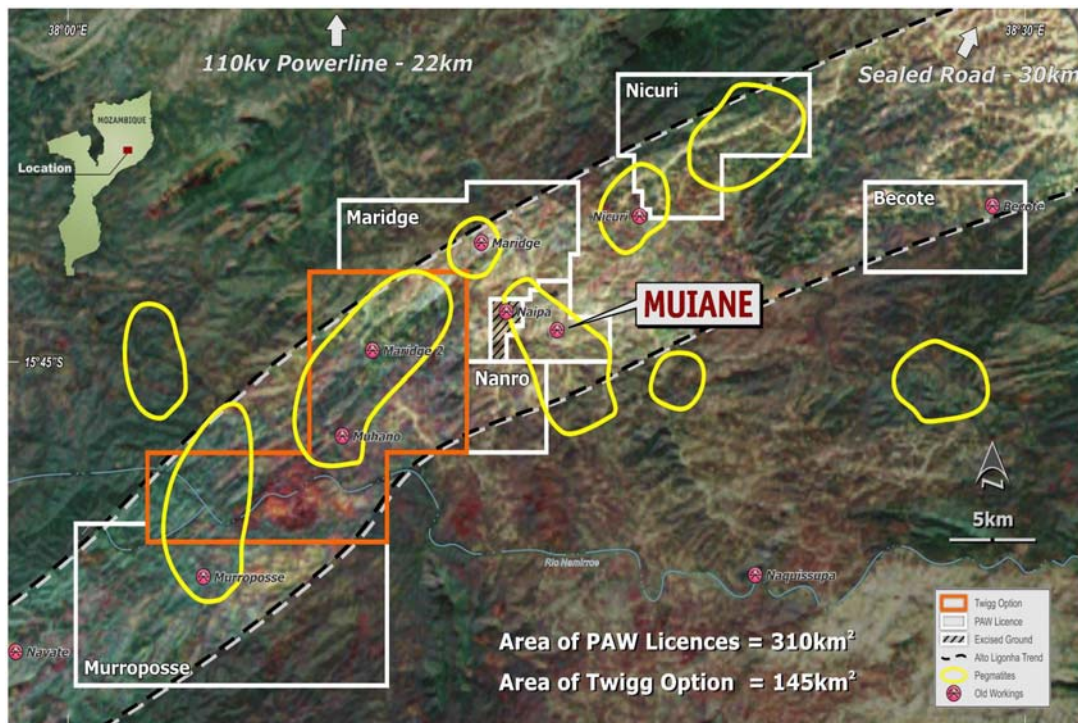 38°00"E
38°30"E
110kv Powerline - 22km
Sealed Road - 30km
Nicuri
MOZAMBIQUE
Location
Maridge
Becote
Becote
Nicuri
Maridge
Naipa
MUIANE
15°45"S
Maridge 2
Nanro
Muhano
5km
Rio Namirroe
Murroposse
Naquissupa
Navate
Murroposse
Area of PAW Licences = 310km²
Area of Twigg Option = 145km²
Twigg Option
PAW Licence
Excised Ground
Alto Ligonha Trend
Pegmatites
Old Workings